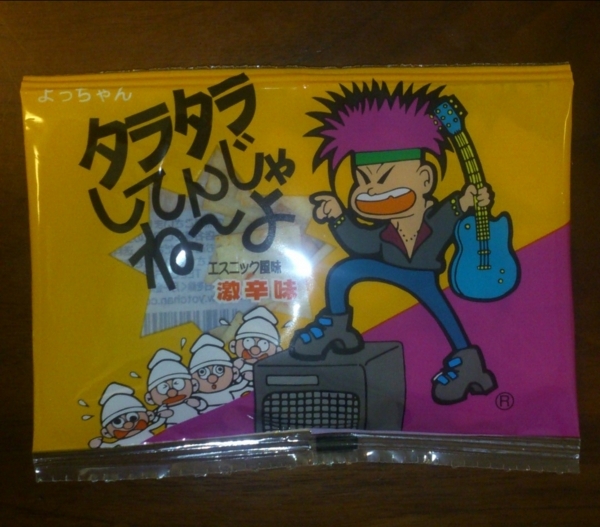 よっちゃん
タラタラ
してんじゃ
ね〜よ
エスニック風味
激辛味
®